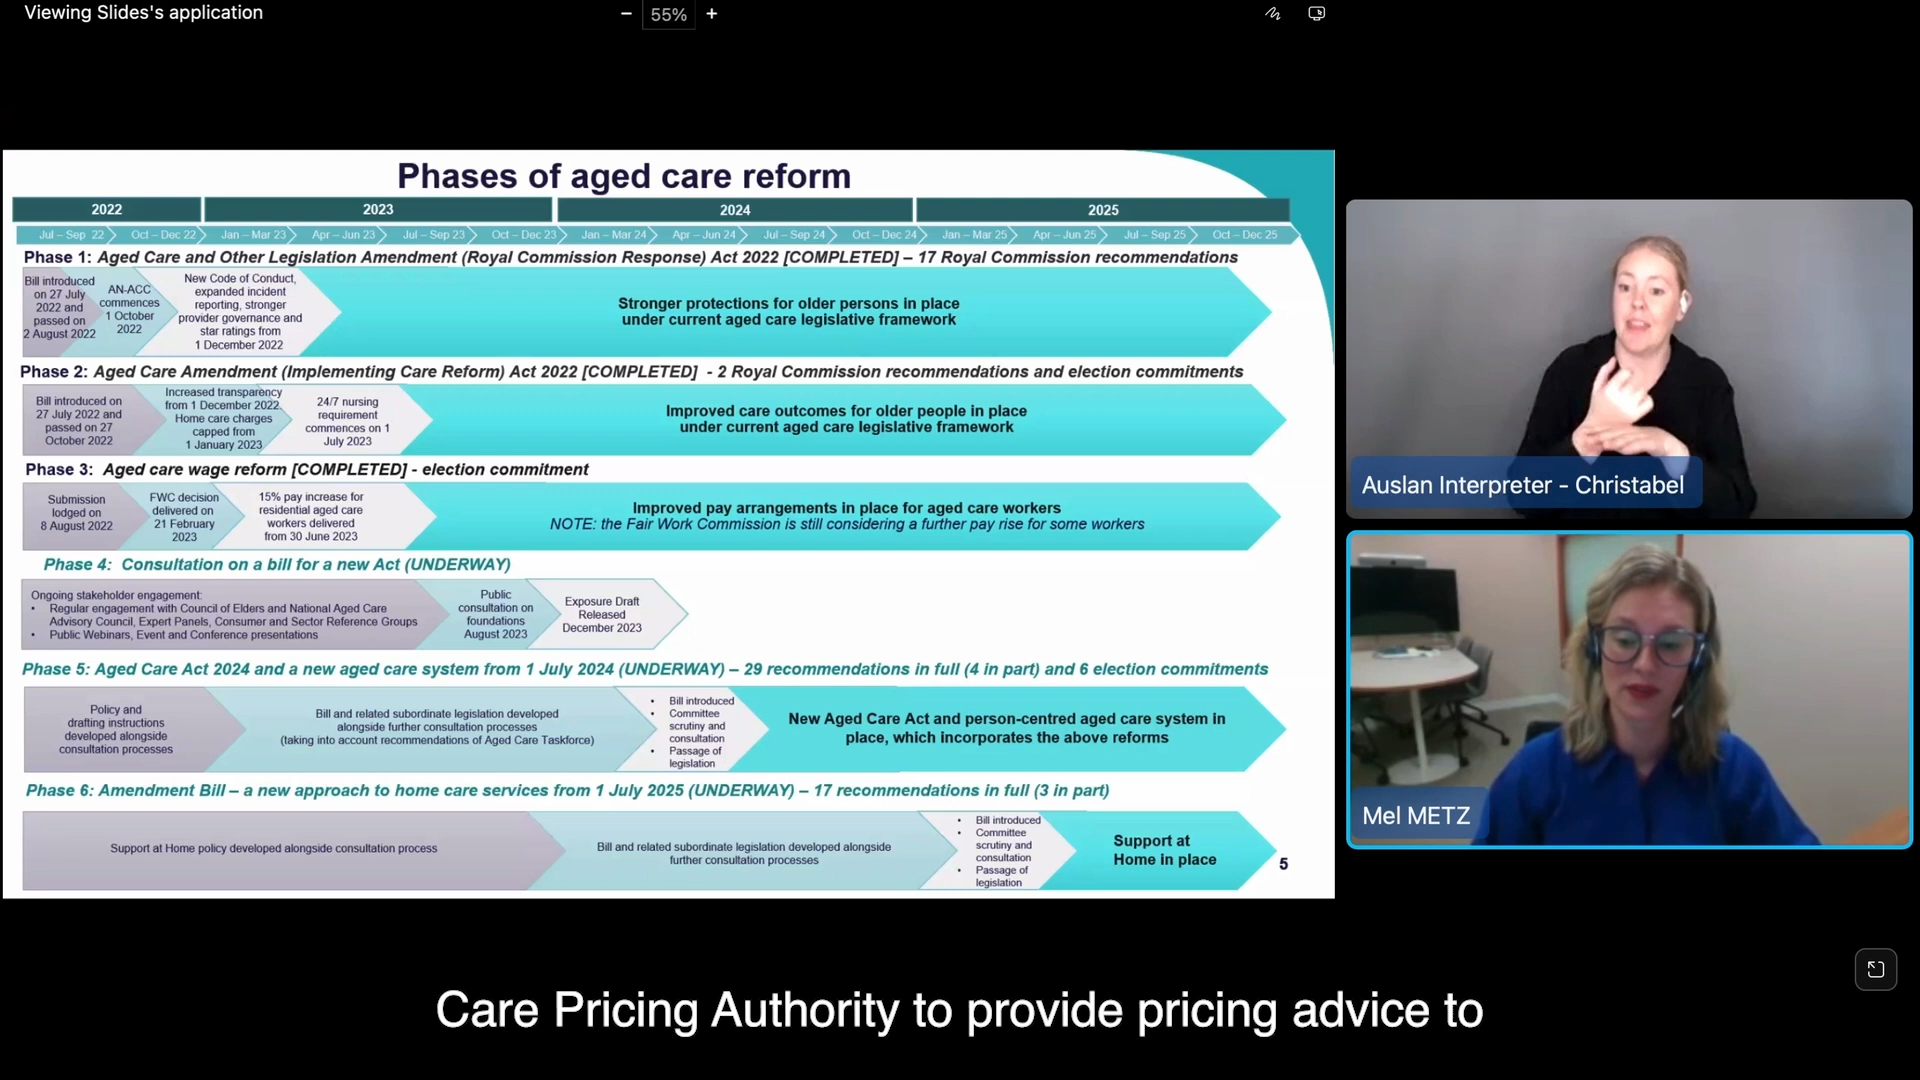 Viewing Slides's application
− 55% +
Phases of aged care reform
2022 2023 2024 2025
Jul – Sep 22 Oct – Dec 22 Jan – Mar 23 Apr – Jun 23 Jul – Sep 23 Oct – Dec 23 Jan – Mar 24 Apr – Jun 24 Jul – Sep 24 Oct – Dec 24 Jan – Mar 25 Apr – Jun 25 Jul – Sep 25 Oct – Dec 25
Phase 1: Aged Care and Other Legislation Amendment (Royal Commission Response) Act 2022 [COMPLETED] – 17 Royal Commission recommendations
Bill introduced
on 27 July
2022 and
passed on
2 August 2022
AN-ACC
commences
1 October
2022
New Code of Conduct,
expanded incident
reporting, stronger
provider governance and
star ratings from
1 December 2022
Stronger protections for older persons in place
under current aged care legislative framework
Phase 2: Aged Care Amendment (Implementing Care Reform) Act 2022 [COMPLETED] - 2 Royal Commission recommendations and election commitments
Bill introduced on
27 July 2022 and
passed on 27
October 2022
Increased transparency
from 1 December 2022
Home care charges
capped from
1 January 2023
24/7 nursing
requirement
commences on 1
July 2023
Improved care outcomes for older people in place
under current aged care legislative framework
Phase 3: Aged care wage reform [COMPLETED] - election commitment
Submission
lodged on
8 August 2022
FWC decision
delivered on
21 February
2023
15% pay increase for
residential aged care
workers delivered
from 30 June 2023
Improved pay arrangements in place for aged care workers
NOTE: the Fair Work Commission is still considering a further pay rise for some workers
Phase 4: Consultation on a bill for a new Act (UNDERWAY)
Ongoing stakeholder engagement:
• Regular engagement with Council of Elders and National Aged Care
Advisory Council, Expert Panels, Consumer and Sector Reference Groups
• Public Webinars, Event and Conference presentations
Public
consultation on
foundations
August 2023
Exposure Draft
Released
December 2023
Phase 5: Aged Care Act 2024 and a new aged care system from 1 July 2024 (UNDERWAY) – 29 recommendations in full (4 in part) and 6 election commitments
Policy and
drafting instructions
developed alongside
consultation processes
Bill and related subordinate legislation developed
alongside further consultation processes
(taking into account recommendations of Aged Care Taskforce)
• Bill introduced
• Committee
scrutiny and
consultation
• Passage of
legislation
New Aged Care Act and person-centred aged care system in
place, which incorporates the above reforms
Phase 6: Amendment Bill – a new approach to home care services from 1 July 2025 (UNDERWAY) – 17 recommendations in full (3 in part)
Support at Home policy developed alongside consultation process
Bill and related subordinate legislation developed alongside
further consultation processes
• Bill introduced
• Committee
scrutiny and
consultation
• Passage of
legislation
Support at
Home in place
5
Auslan Interpreter - Christabel
Mel METZ
Care Pricing Authority to provide pricing advice to